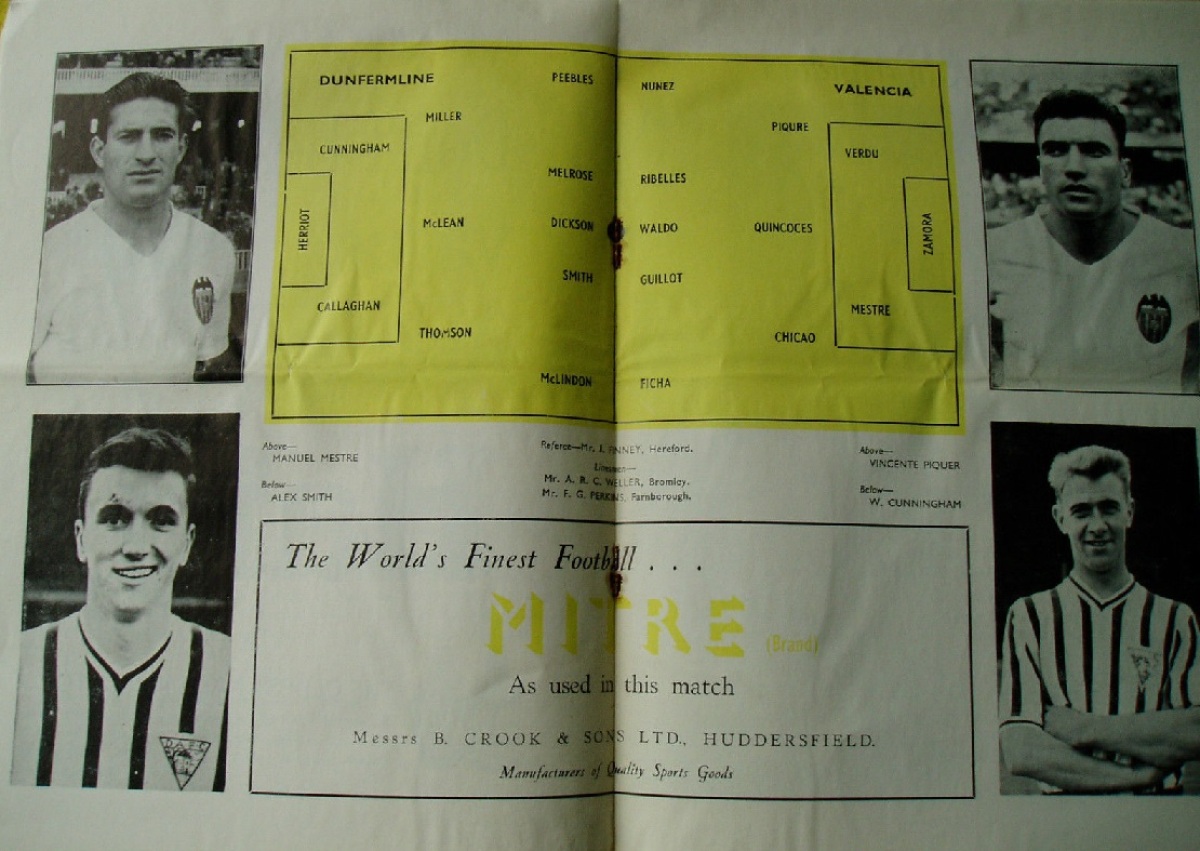 DUNFERMLINE
PEEBLES
MILLER
CUNNINGHAM
MELROSE
HERRIOT
McLEAN
DICKSON
SMITH
CALLAGHAN
THOMSON
McLINDON
NUNEZ
VALENCIA
PIQURE
VERDU
RIBELLES
WALDO
QUINCOCES
ZAMORA
GUILLOT
MESTRE
CHICAO
FICHA
Above—
MANUEL MESTRE
Below—
ALEX SMITH
Referee—Mr. J. FINNEY, Hereford.
Linesmen—
Mr. A. R. C. WELLER, Bromley.
Mr. F. G. PERKINS, Farnborough.
Above—
VINCENTE PIQUER
Below—
W. CUNNINGHAM
The World's Finest Football . . .
MITRE (Brand)
As used in this match
Messrs B. CROOK & SONS LTD., HUDDERSFIELD.
Manufacturers of Quality Sports Goods
D.A.F.C